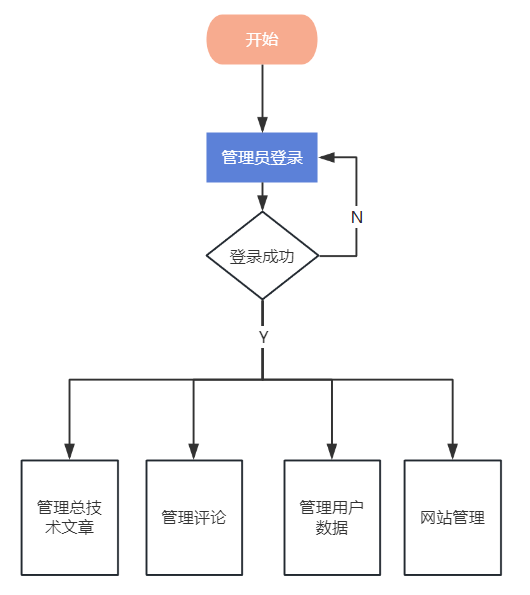 开始
管理员登录
N
登录成功
Y
管理总技
术文章
管理评论
管理用户
数据
网站管理